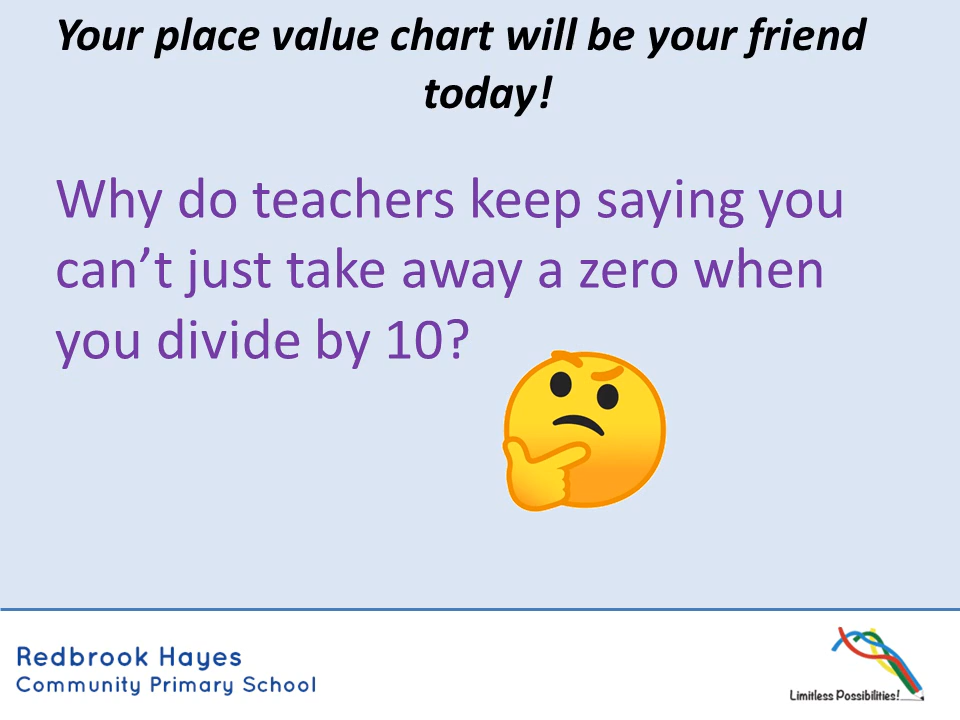 Your place value chart will be your friend
today!
Why do teachers keep saying you
can’t just take away a zero when
you divide by 10?
Redbrook Hayes
Community Primary School
Limitless Possibilities!